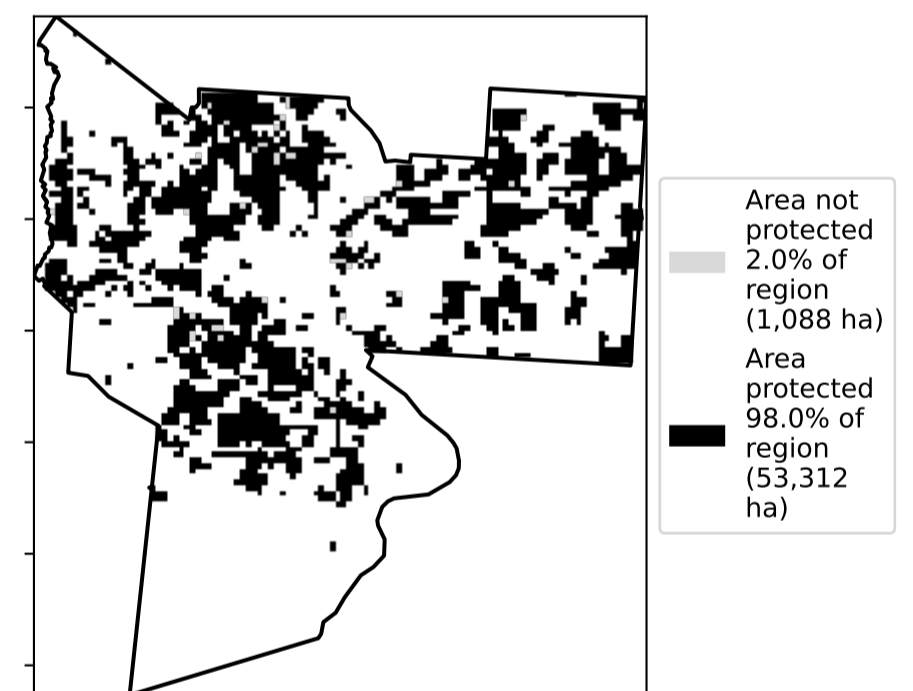 Area not
protected
2.0% of
region
(1,088 ha)
Area
protected
98.0% of
region
(53,312
ha)